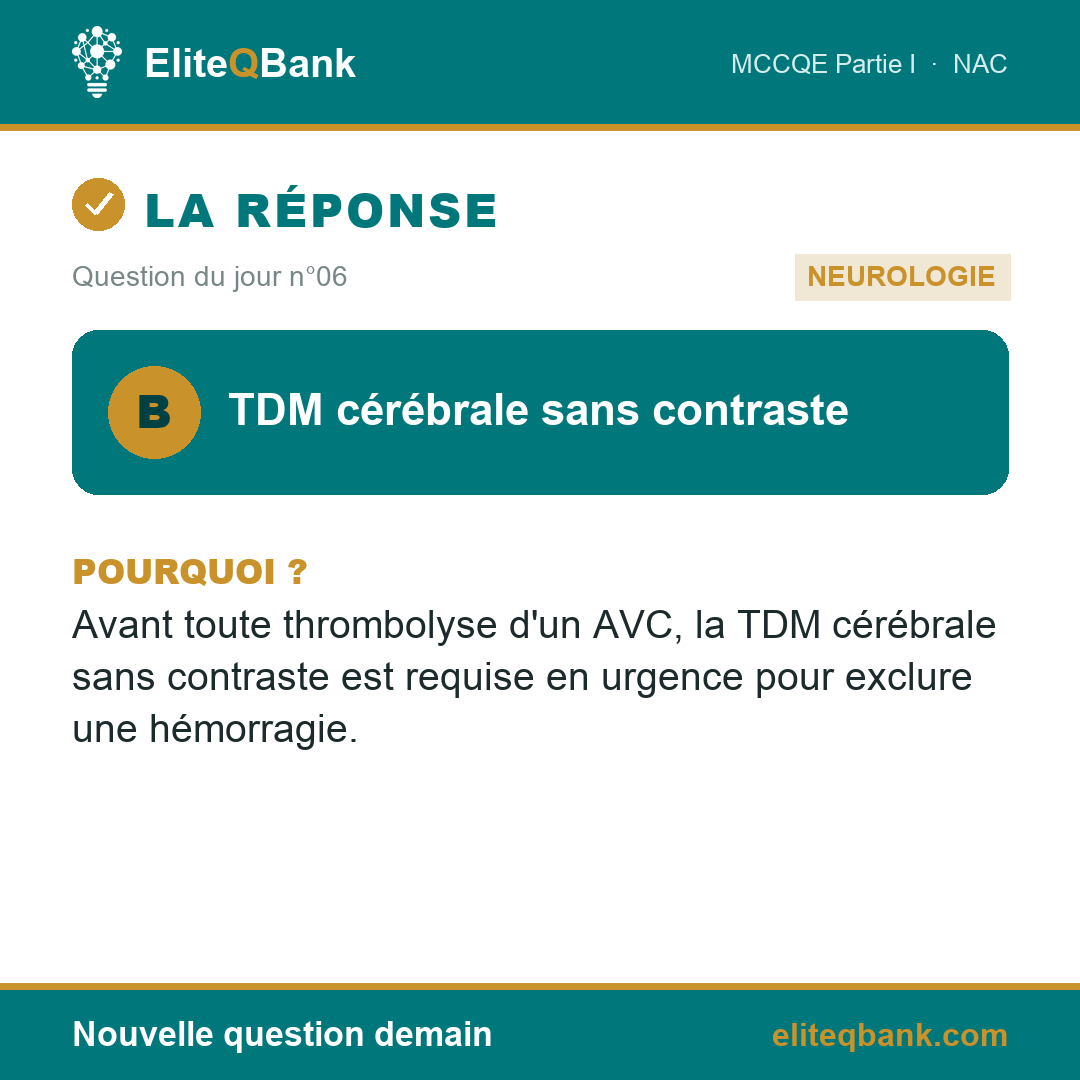 EliteQBank
MCCQE Partie I · NAC
LA RÉPONSE
Question du jour n°06
NEUROLOGIE
B
TDM cérébrale sans contraste
POURQUOI ?
Avant toute thrombolyse d'un AVC, la TDM cérébrale
sans contraste est requise en urgence pour exclure
une hémorragie.
Nouvelle question demain
eliteqbank.com